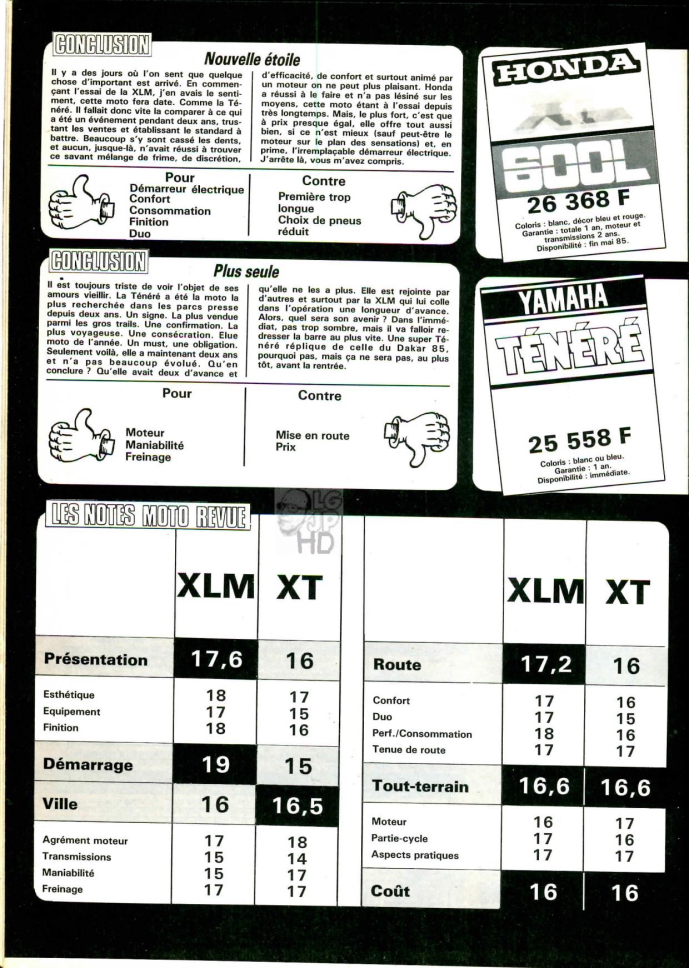 CONCLUSION
Nouvelle étoile
Il y a des jours où l'on sent que quelque
chose d'important est arrivé. En commen-
çant l'essai de la XLM, j'en avais le senti-
ment, cette moto fera date. Comme la Té-
néré. Il fallait donc vite la comparer à ce qui
a été un événement pendant deux ans, trus-
tant les ventes et établissant le standard à
battre. Beaucoup s'y sont cassé les dents,
et aucun, jusque-là, n'avait réussi à trouver
ce savant mélange de frime, de discrétion,
d'efficacité, de confort et surtout animé par
un moteur on ne peut plus plaisant. Honda
a réussi à le faire et n'a pas lésiné sur les
moyens, cette moto étant à l'essai depuis
très longtemps. Mais, le plus fort, c'est que
à prix presque égal, elle offre tout aussi
bien, si ce n'est mieux (sauf peut-être le
moteur sur le plan des sensations) et, en
prime, l'irremplaçable démarreur électrique.
J'arrête là, vous m'avez compris.
Pour
Démarreur électrique
Confort
Consommation
Finition
Duo
Contre
Première trop
longue
Choix de pneus
réduit
HONDA
600L
26 368 F
Coloris : blanc, décor bleu et rouge.
Garantie : totale 1 an, moteur et
transmissions 2 ans.
Disponibilité : fin mai 85.
CONCLUSION
Plus seule
Il est toujours triste de voir l'objet de ses
amours vieillir. La Ténéré a été la moto la
plus recherchée dans les parcs presse
depuis deux ans. Un signe. La plus vendue
parmi les gros trails. Une confirmation. La
plus voyageuse. Une consécration. Elue
moto de l'année. Un must, une obligation.
Seulement voilà, elle a maintenant deux ans
et n'a pas beaucoup évolué. Qu'en
conclure ? Qu'elle avait deux d'avance et
qu'elle ne les a plus. Elle est rejointe par
d'autres et surtout par la XLM qui lui colle
dans l'opération une longueur d'avance.
Alors, quel sera son avenir ? Dans l'immé-
diat, pas trop sombre, mais il va falloir re-
dresser la barre au plus vite. Une super Té-
néré réplique de celle du Dakar 85,
pourquoi pas, mais ça ne sera pas, au plus
tôt, avant la rentrée.
Pour
Moteur
Maniabilité
Freinage
Contre
Mise en route
Prix
YAMAHA
TÉNÉRÉ
25 558 F
Coloris : blanc ou bleu.
Garantie : 1 an.
Disponibilité : immédiate.
LES NOTES MOTO REVUE
LG
JP
HD
XLM XT
Présentation 17,6 16
Esthétique 18 17
Equipement 17 15
Finition 18 16
Démarrage 19 15
Ville 16 16,5
Agrément moteur 17 18
Transmissions 15 14
Maniabilité 15 17
Freinage 17 17
XLM XT
Route 17,2 16
Confort 17 16
Duo 17 15
Perf./Consommation 18 16
Tenue de route 17 17
Tout-terrain 16,6 16,6
Moteur 16 17
Partie-cycle 17 16
Aspects pratiques 17 17
Coût 16 16